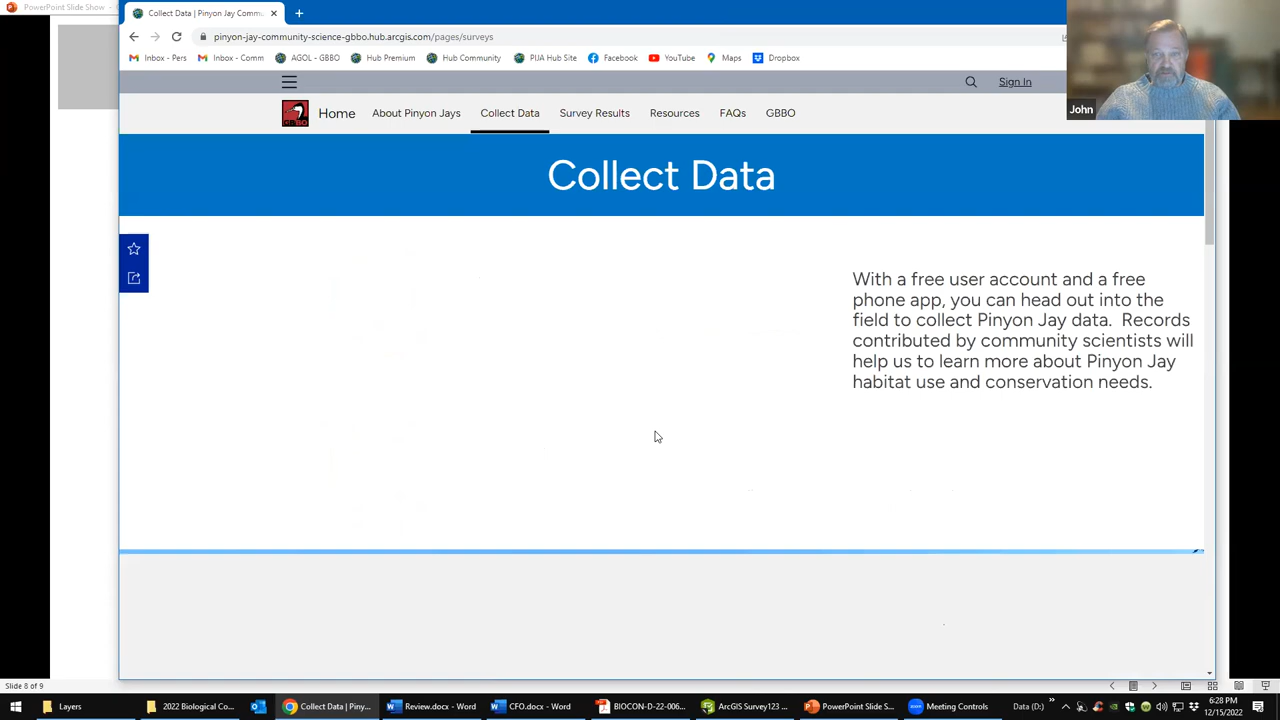 PowerPoint Slide Show -
Collect Data | Pinyon Jay Commu
pinyon-jay-community-science-gbbo.hub.arcgis.com/pages/surveys
Inbox - Pers Inbox - Comm AGOL - GBBO Hub Premium Hub Community PIJA Hub Site Facebook YouTube Maps Dropbox
Sign In
Home About Pinyon Jays Collect Data Survey Results Resources FAQs GBBO
John
Collect Data
With a free user account and a free
phone app, you can head out into the
field to collect Pinyon Jay data. Records
contributed by community scientists will
help us to learn more about Pinyon Jay
habitat use and conservation needs.
Slide 8 of 9
Layers 2022 Biological Co... Collect Data | Piny... Review.docx - Word CFO.docx - Word BIOCON-D-22-006... ArcGIS Survey123 ... PowerPoint Slide S... Meeting Controls Data (D:)
6:28 PM
12/15/2022